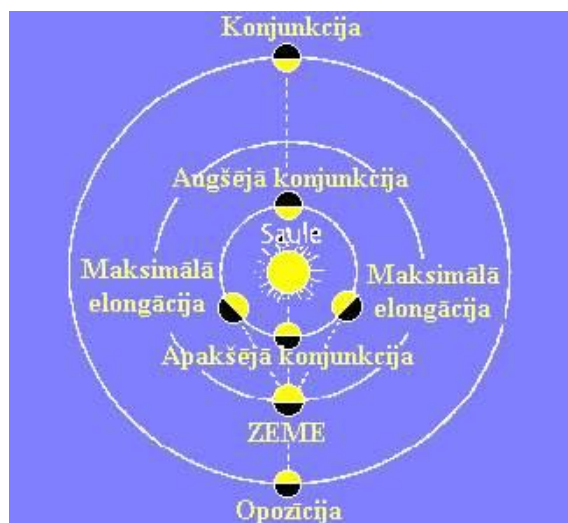 Konjunkcija
Augšējā konjunkcija
Saule
Maksimālā
elongācija
Maksimālā
elongācija
Apakšējā konjunkcija
ZEME
Opozīcija